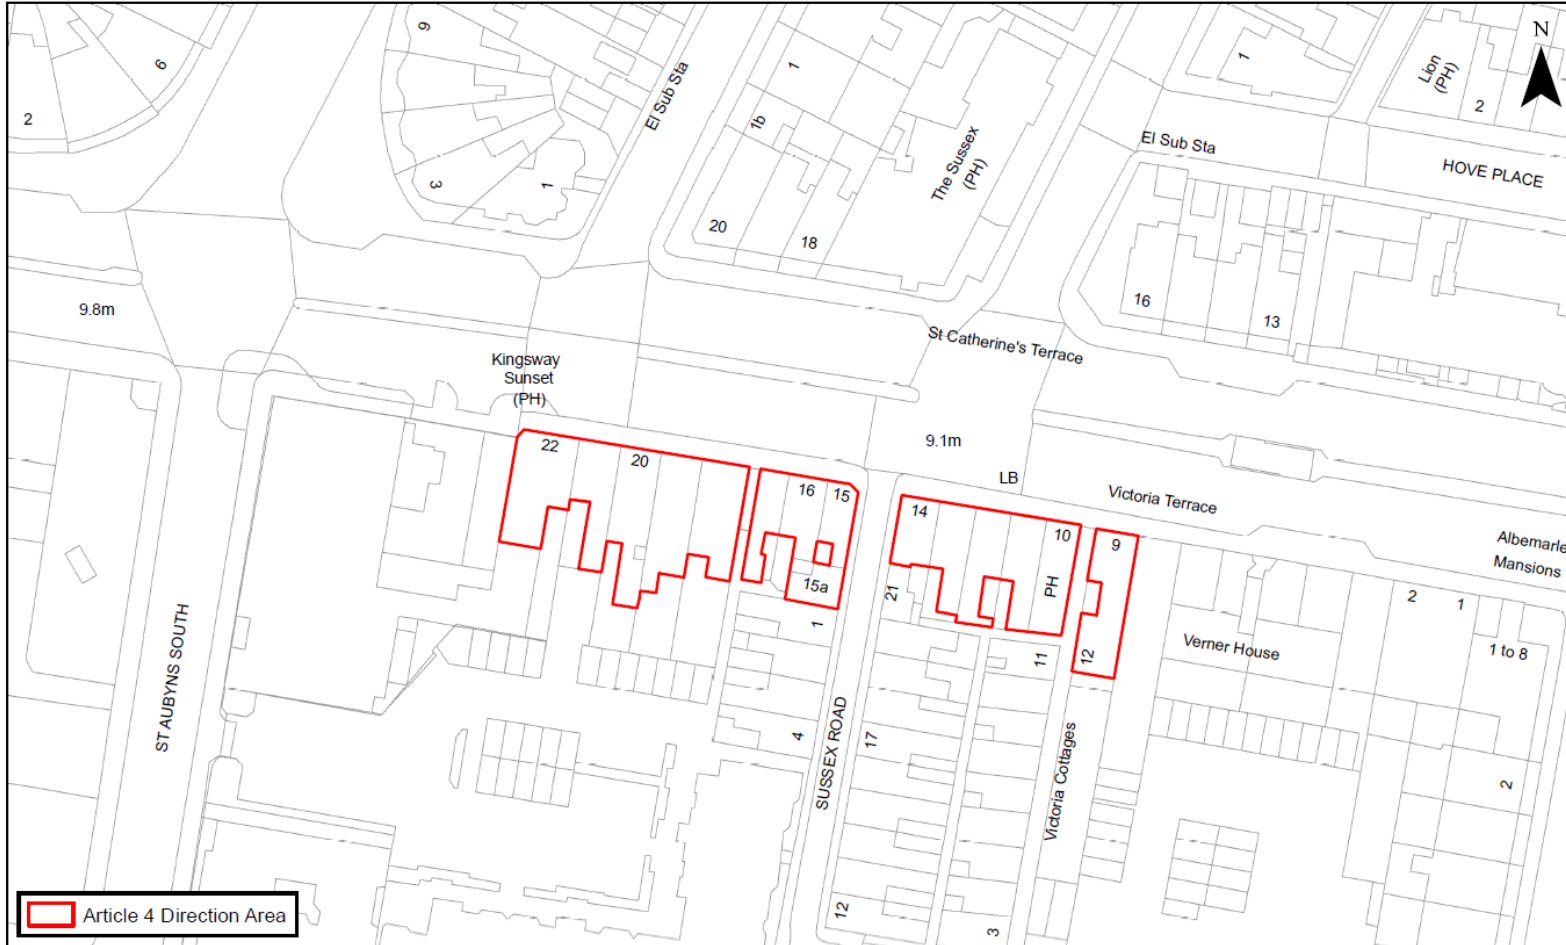 9
6
2
3
1
El Sub Sta
1
1b
The Sussex
(PH)
20
18
1
Lion
(PH)
2
N
El Sub Sta
HOVE PLACE
16
13
9.8m
St Catherine's Terrace
Kingsway
Sunset
(PH)
22
20
16
15
15a
9.1m
LB
Victoria Terrace
14
10
PH
9
12
Albemarle
Mansions
2
1
1 to 8
Verner House
21
1
11
4
17
ST AUBYNS SOUTH
SUSSEX ROAD
Victoria Cottages
2
12
3
Article 4 Direction Area